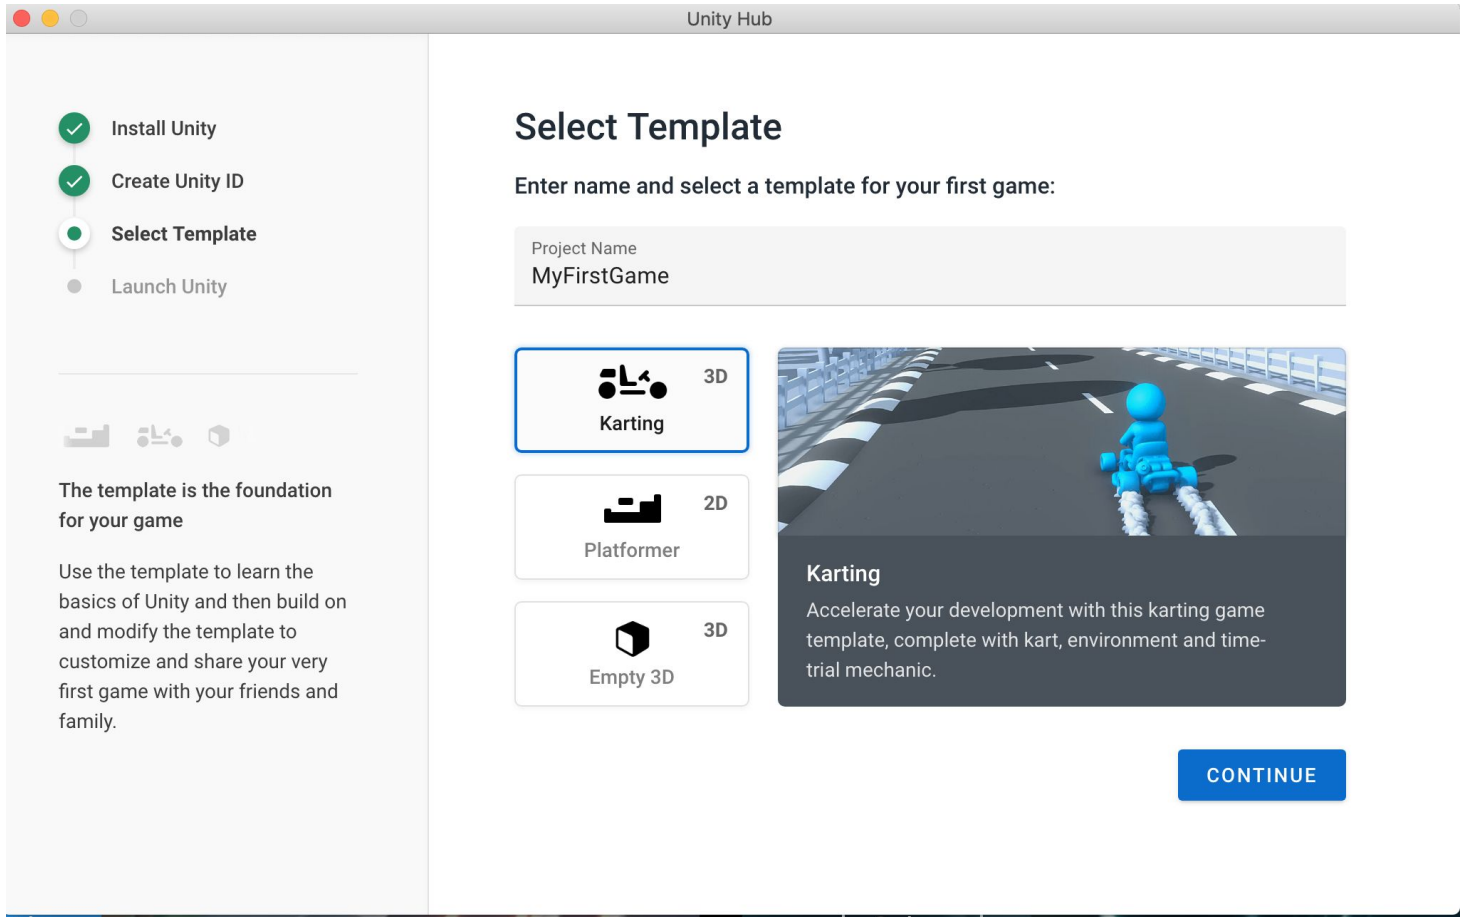 Unity Hub
Install Unity
Create Unity ID
Select Template
Launch Unity
The template is the foundation
for your game
Use the template to learn the
basics of Unity and then build on
and modify the template to
customize and share your very
first game with your friends and
family.
Select Template
Enter name and select a template for your first game:
Project Name
MyFirstGame
3D
Karting
2D
Platformer
3D
Empty 3D
Karting
Accelerate your development with this karting game
template, complete with kart, environment and time-
trial mechanic.
CONTINUE